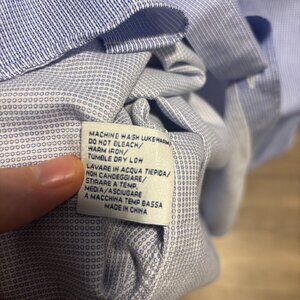 MACHINE WASH LUKEWARM/
DO NOT BLEACH/
WARM IRON/
TUMBLE DRY LOW
LAVARE IN ACQUA TIEPIDA/
NON CANDEGGIARE/
STIRARE A TEMP.
MEDIA/ASCIUGARE
A MACCHINA TEMP BASSA
MADE IN CHINA